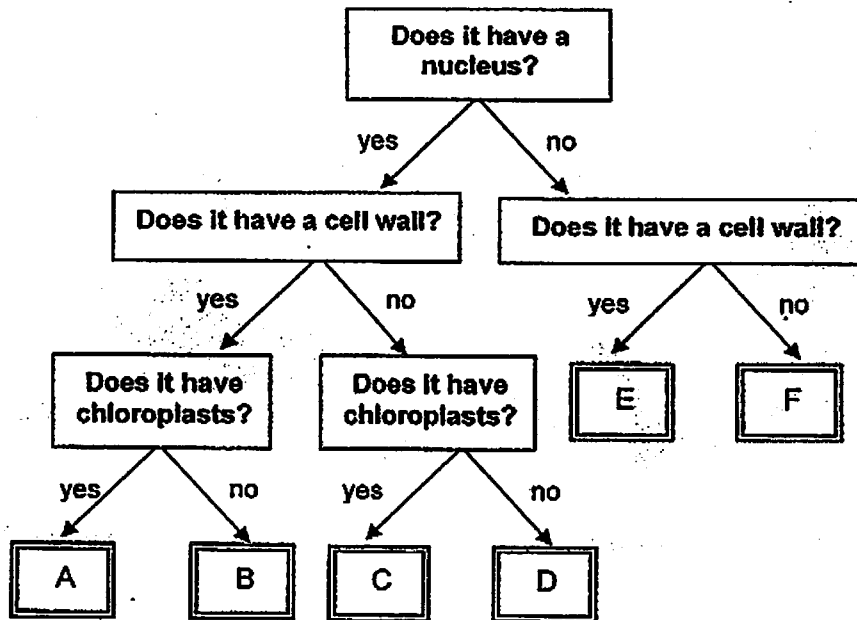 Does it have a
nucleus?
yes
no
Does it have a cell wall?
Does it have a cell wall?
yes
no
yes
no
Does it have
chloroplasts?
Does it have
chloroplasts?
E
F
yes
no
yes
no
A
B
C
D